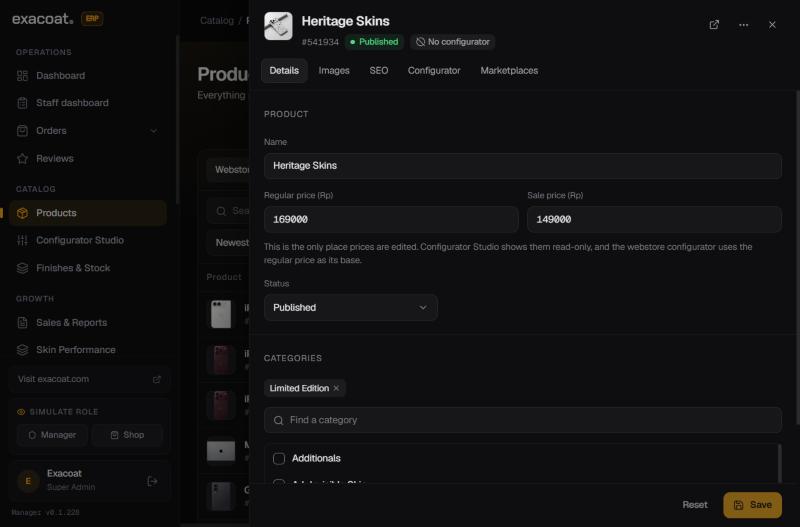 exacoat. ERP
OPERATIONS
Dashboard
Staff dashboard
Orders
Reviews
CATALOG
Products
Configurator Studio
Finishes & Stock
GROWTH
Sales & Reports
Skin Performance
Visit exacoat.com
SIMULATE ROLE
Manager
Shop
E
Exacoat
Super Admin
Manager v0.1.228
Catalog /
Produ
Everything
Webstor
Sea
Newest
Product
Heritage Skins
#541934
Published
No configurator
Details
Images
SEO
Configurator
Marketplaces
PRODUCT
Name
Heritage Skins
Regular price (Rp)
Sale price (Rp)
169000
149000
This is the only place prices are edited. Configurator Studio shows them read-only, and the webstore configurator uses the
regular price as its base.
Status
Published
CATEGORIES
Limited Edition ×
Find a category
Additionals
Reset
Save